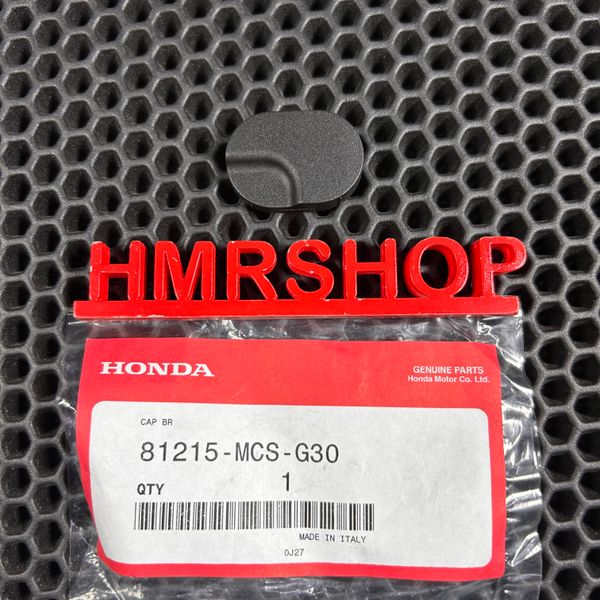 HMRSHOP
HONDA
GENUINE PARTS
Honda Motor Co. Ltd.
CAP BR
81215-MCS-G30
QTY 1
MADE IN ITALY
0J27